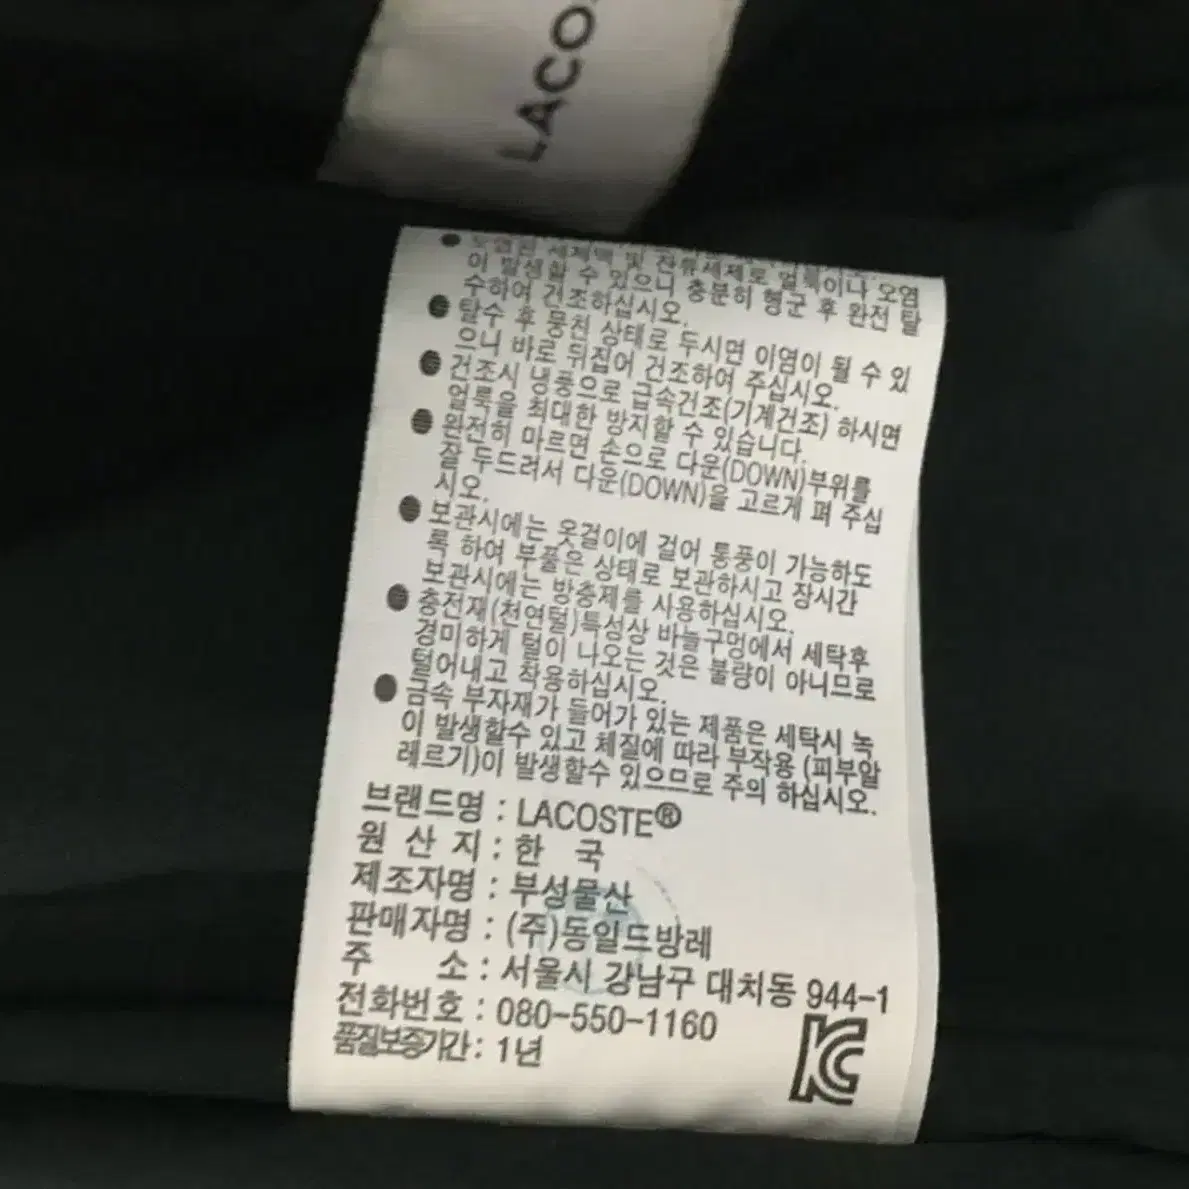 LACOS
세제액 및 잔류세제로 얼룩이나 오염
이 발생할 수 있으니 충분히 헹군 후 완전 탈
수하여 건조하십시오.
● 탈수 후 뭉친 상태로 두시면 이염이 될 수 있
으니 바로 뒤집어 건조하여 주십시오.
● 건조시 냉풍으로 급속건조(기계건조) 하시면
얼룩을 최대한 방지할 수 있습니다.
● 완전히 마르면 손으로 다운(DOWN)부위를
잘 두드려서 다운(DOWN)을 고르게 펴 주십
시오.
● 보관시에는 옷걸이에 걸어 통풍이 가능하도
록 하여 부풀은 상태로 보관하시고 장시간
보관시에는 방충제를 사용하십시오.
● 충전재(천연털)특성상 바늘구멍에서 세탁후
경미하게 털이 나오는 것은 불량이 아니므로
털어내고 착용하십시오.
● 금속 부자재가 들어가 있는 제품은 세탁시 녹
이 발생할수 있고 체질에 따라 부작용 (피부알
레르기)이 발생할수 있으므로 주의 하십시오.
브랜드명 : LACOSTE®
원 산 지 : 한 국
제조자명 : 부성물산
판매자명 : (주)동일드방레
주 소 : 서울시 강남구 대치동 944-1
전화번호 : 080-550-1160
품질보증기간 : 1년
KC